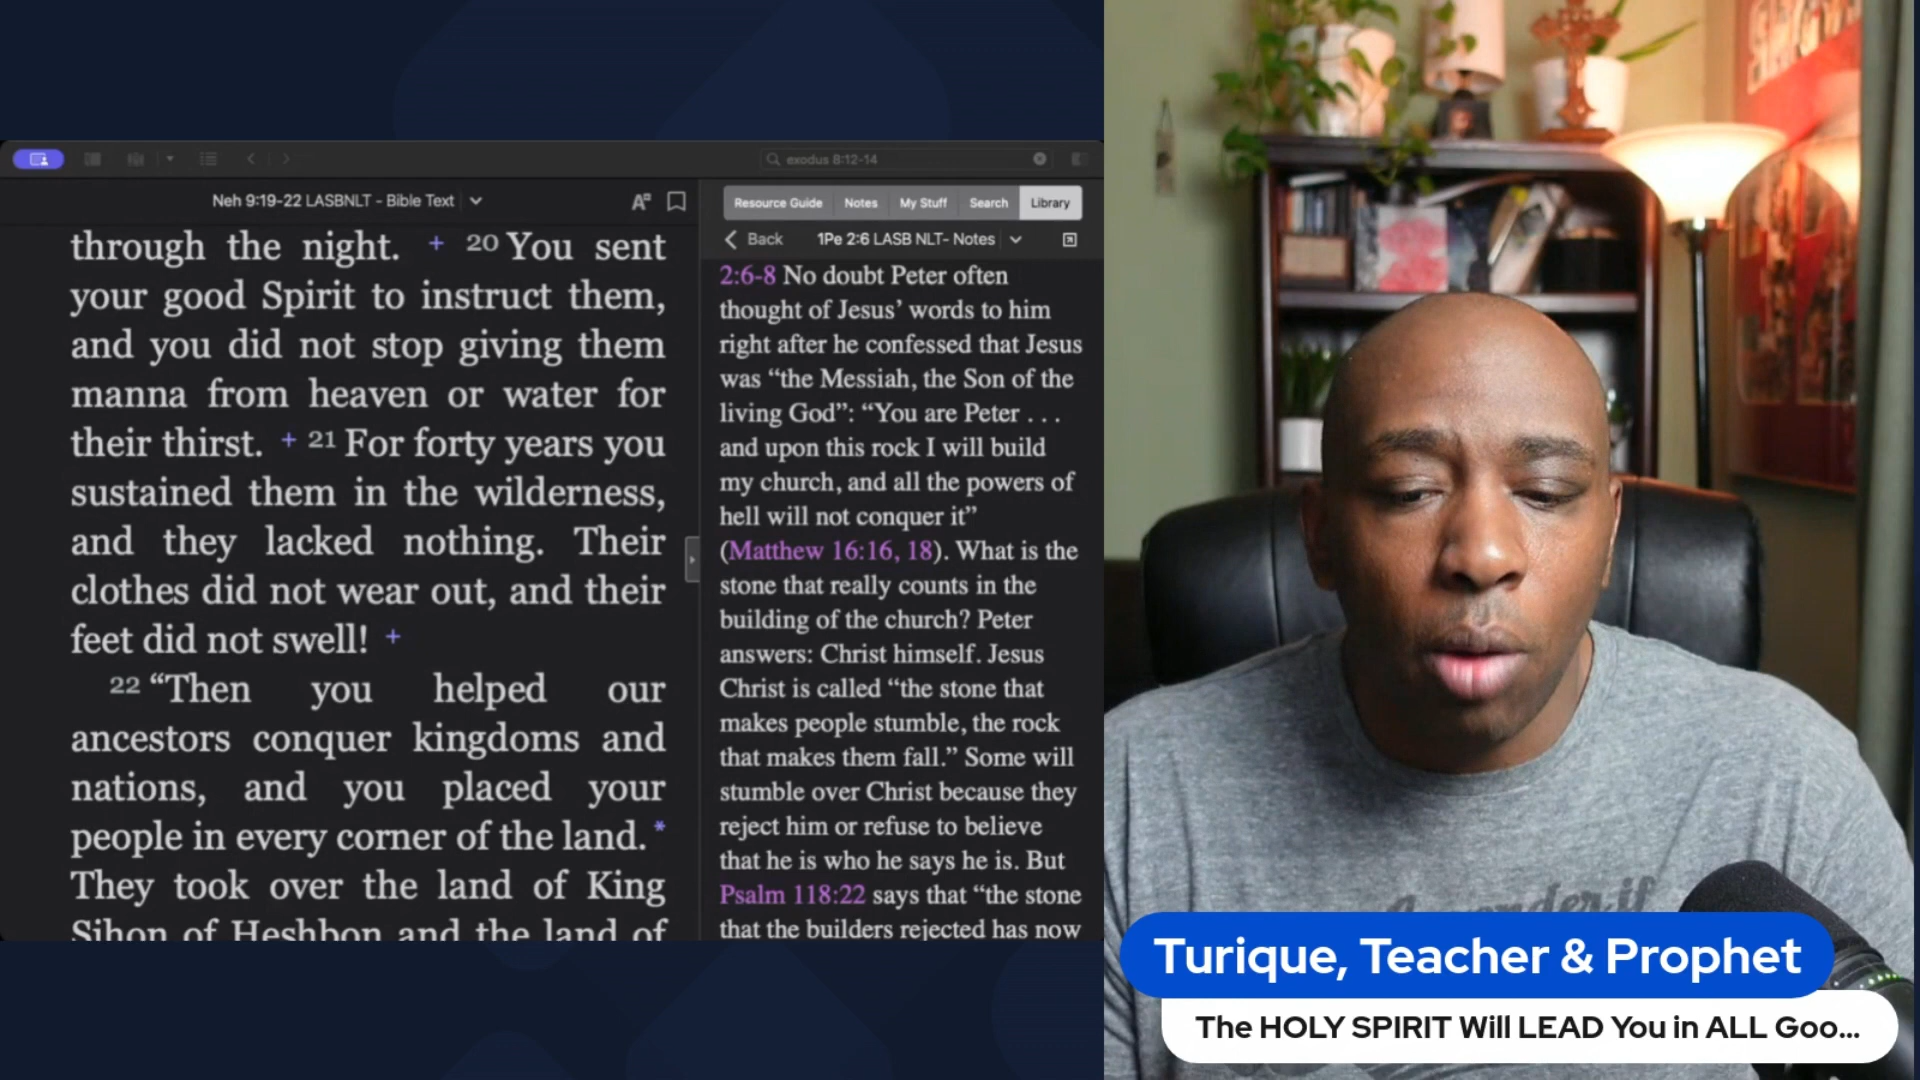 exodus 8:12-14
Neh 9:19-22 LASBNLT - Bible Text
through the night. + 20 You sent
your good Spirit to instruct them,
and you did not stop giving them
manna from heaven or water for
their thirst. + 21 For forty years you
sustained them in the wilderness,
and they lacked nothing. Their
clothes did not wear out, and their
feet did not swell! +
22 “Then you helped our
ancestors conquer kingdoms and
nations, and you placed your
people in every corner of the land. *
They took over the land of King
Sihon of Heshbon and the land of
Resource Guide Notes My Stuff Search Library
Back 1Pe 2:6 LASB NLT- Notes
2:6-8 No doubt Peter often
thought of Jesus’ words to him
right after he confessed that Jesus
was “the Messiah, the Son of the
living God”: “You are Peter . . .
and upon this rock I will build
my church, and all the powers of
hell will not conquer it”
(Matthew 16:16, 18). What is the
stone that really counts in the
building of the church? Peter
answers: Christ himself. Jesus
Christ is called “the stone that
makes people stumble, the rock
that makes them fall.” Some will
stumble over Christ because they
reject him or refuse to believe
that he is who he says he is. But
Psalm 118:22 says that “the stone
that the builders rejected has now
Turique, Teacher & Prophet
The HOLY SPIRIT Will LEAD You in ALL Goo...